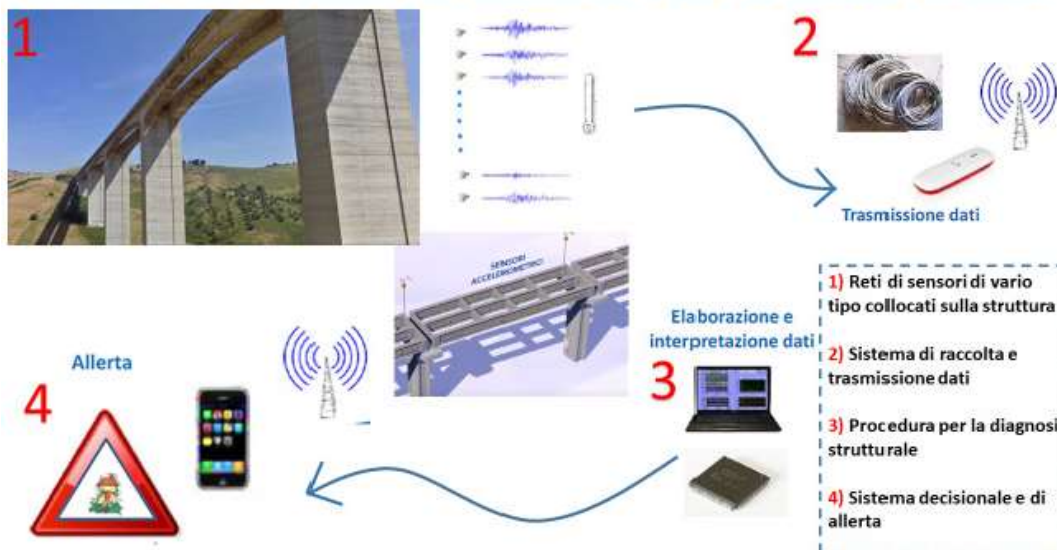 1
2
Trasmissione dati
SENSORI
ACCELEROMETRICI
Elaborazione e
interpretazione dati
3
Allerta
4
1) Reti di sensori di vario
tipo colllocati sulla struttura
2) Sistema di raccolta e
trasmissione dati
3) Procedura per la diagnosi
strutturale
4) Sistema decisionale e di
allerta